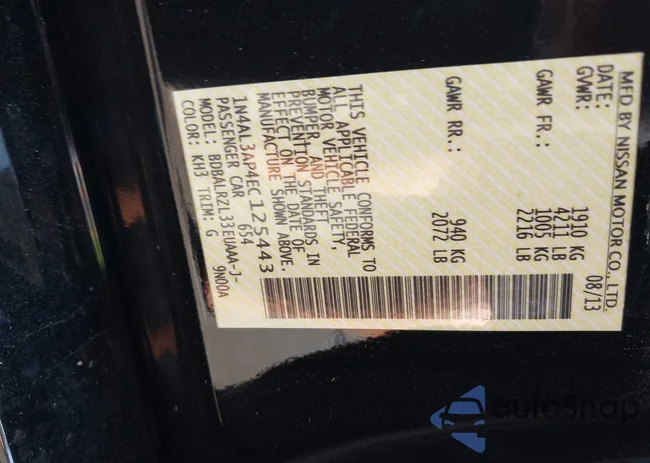 MFD BY NISSAN MOTOR CO., LTD.
DATE: 08/13
GVWR: 1910 KG
4211 LB
GAWR FR.: 1005 KG
2216 LB
GAWR RR.: 940 KG
2072 LB
THIS VEHICLE CONFORMS TO
ALL APPLICABLE FEDERAL
MOTOR VEHICLE SAFETY,
BUMPER, AND THEFT
PREVENTION STANDARDS IN
EFFECT ON THE DATE OF
MANUFACTURE SHOWN ABOVE.
1N4AL3AP4EC125443
PASSENGER CAR 654
MODEL: BDBALRZL33EUAAA-J-
COLOR: KH3 TRIM: G 9N00A
autoSnap